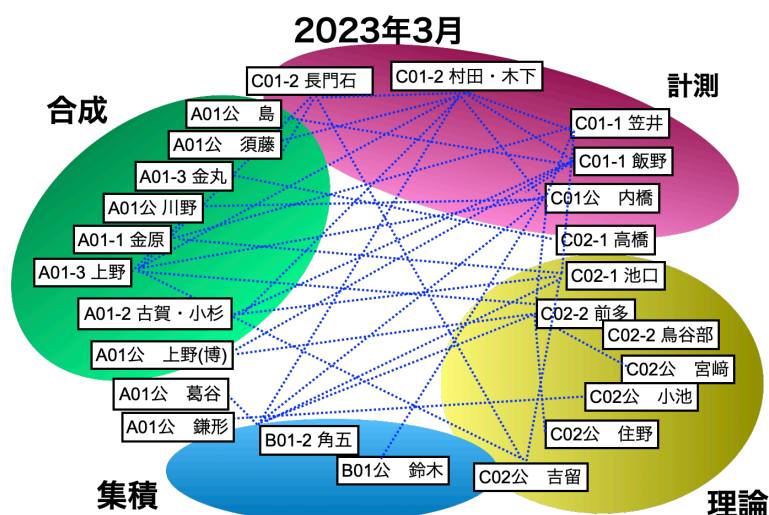 2023年3月
C01-2 長門石
C01-2 村田・木下
計測
合成
A01公 島
C01-1 笠井
A01公 須藤
C01-1 飯野
A01-3 金丸
C01公 内橋
A01公 川野
A01-1 金原
C02-1 高橋
A01-3 上野
C02-1 池口
A01-2 古賀・小杉
C02-2 前多
C02-2 鳥谷部
A01公 上野(博)
C02公 宮﨑
A01公 葛谷
C02公 小池
A01公 鎌形
B01-2 角五
C02公 住野
B01公 鈴木
C02公 吉留
集積
理論